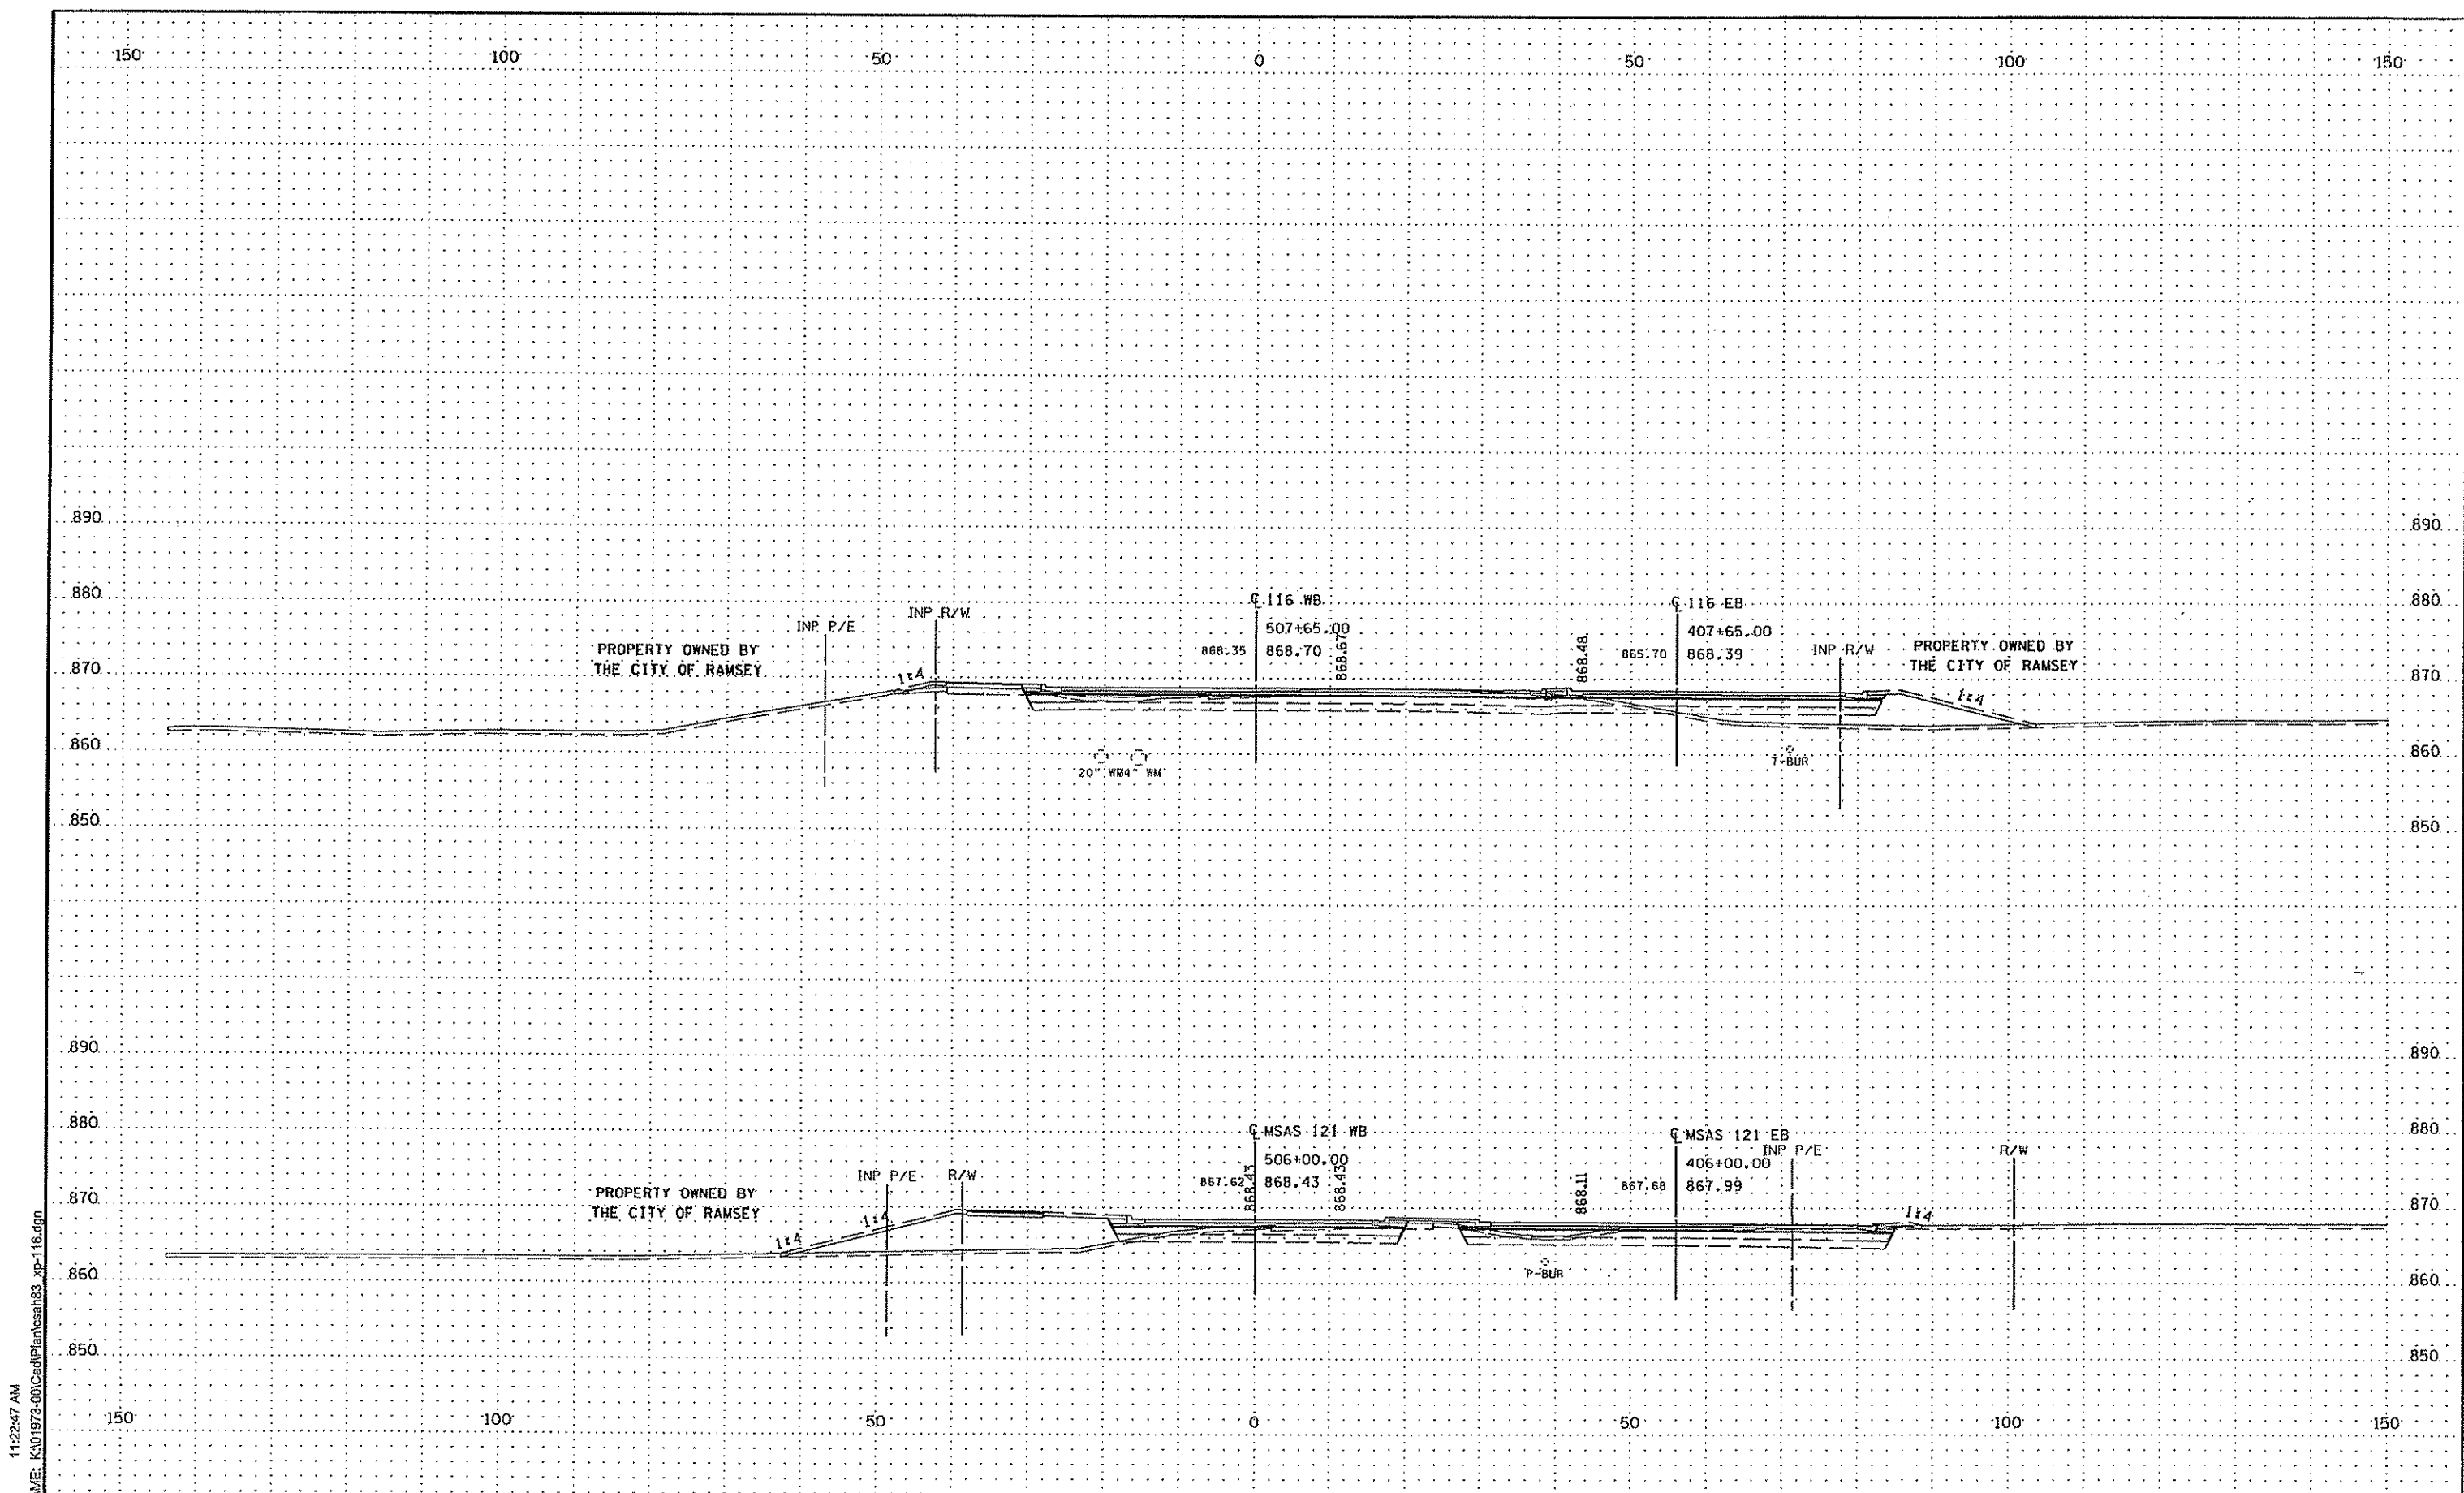 150 100 50 0 50 100 150
890 890
880 880
₵ 116 WB
₵ 116 EB
INP P/E
INP R/W
507+65.00
407+65.00
868.35
868.70
868.67
868.48
865.70
868.39
INP R/W
PROPERTY OWNED BY
THE CITY OF RAMSEY
PROPERTY OWNED BY
THE CITY OF RAMSEY
870 870
1:4
1:4
860 860
20" WM
WM
T-BUR
850 850
890 890
880 880
₵ MSAS 121 WB
₵ MSAS 121 EB
INP P/E
R/W
506+00.00
406+00.00
INP P/E
R/W
867.62
868.43
868.43
868.43
868.11
867.68
867.99
PROPERTY OWNED BY
THE CITY OF RAMSEY
870 870
1:4
1:4
1:4
860 860
P-BUR
850 850
150 100 50 0 50 100 150
11:22:47 AM
AME: K:\01973-00\Cad\Plan\csah83_xp-116.dgn